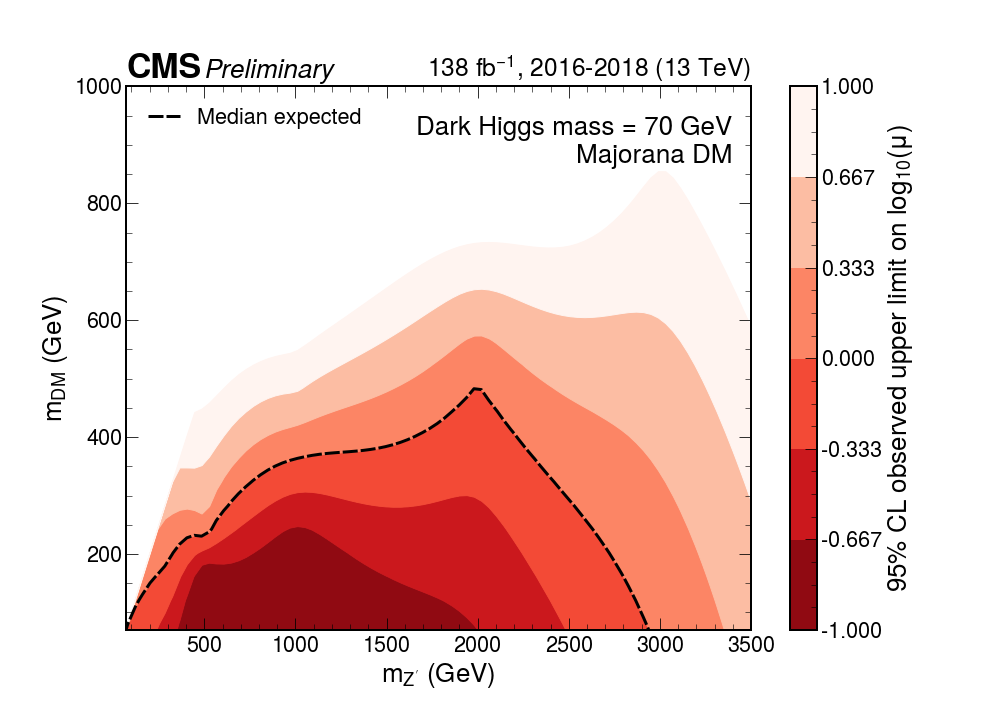 CMS Preliminary
138 fb⁻¹, 2016-2018 (13 TeV)
Median expected
Dark Higgs mass = 70 GeV
Majorana DM
1000
800
600
400
200
m_DM (GeV)
500 1000 1500 2000 2500 3000 3500
m_Z′ (GeV)
1.000
0.667
0.333
0.000
-0.333
-0.667
-1.000
95% CL observed upper limit on log₁₀(μ)